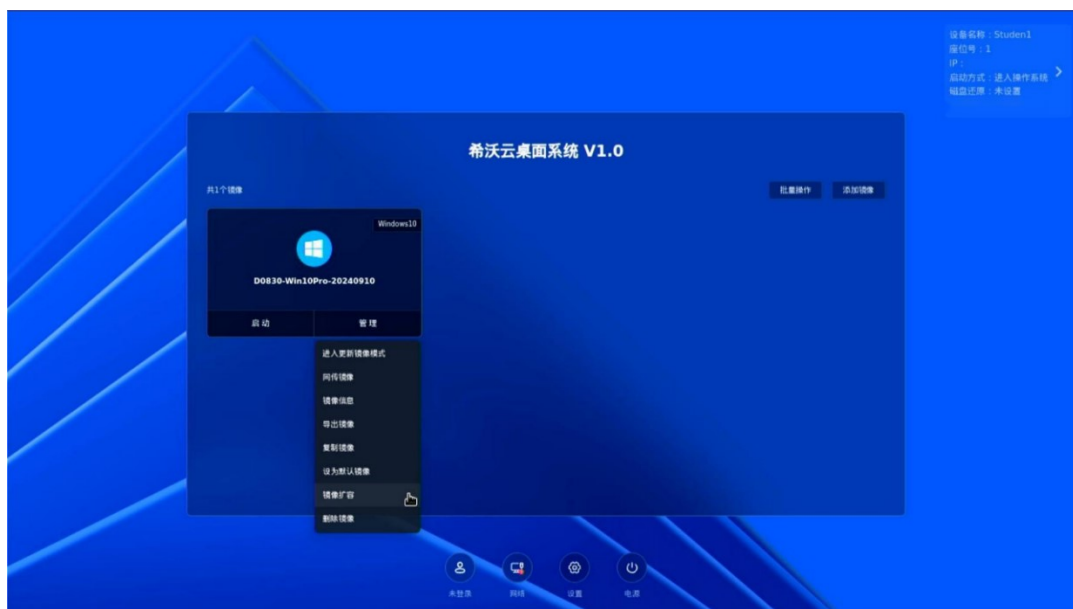 设备名称：Studen1
座位号：1
IP：
启动方式：进入操作系统
磁盘还原：未设置
希沃云桌面系统 V1.0
共1个镜像
批量操作
添加镜像
Windows10
D0830-Win10Pro-20240910
启动
管理
进入更新镜像模式
同传镜像
镜像信息
导出镜像
复制镜像
设为默认镜像
镜像扩容
删除镜像
未登录
网络
设置
电源